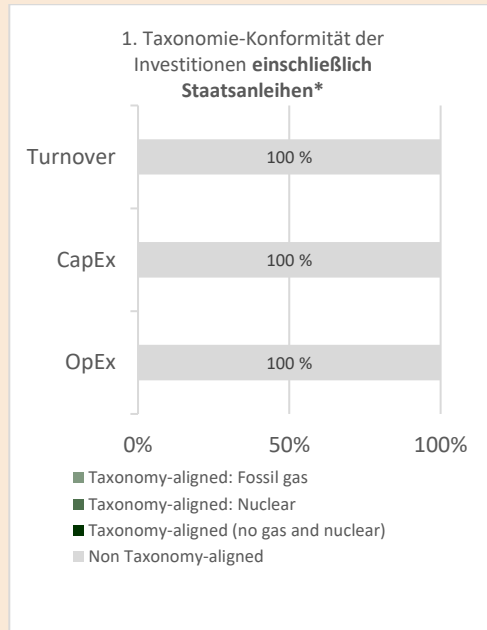 1. Taxonomie-Konformität der
Investitionen einschließlich
Staatsanleihen*
Turnover
100 %
CapEx
100 %
OpEx
100 %
0%
50%
100%
Taxonomy-aligned: Fossil gas
Taxonomy-aligned: Nuclear
Taxonomy-aligned (no gas and nuclear)
Non Taxonomy-aligned